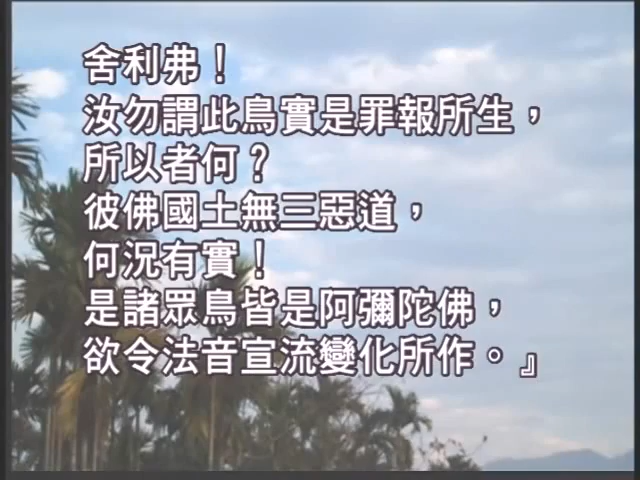 舍利弗！
汝勿謂此鳥實是罪報所生，
所以者何？
彼佛國土無三惡道，
何況有實！
是諸眾鳥皆是阿彌陀佛，
欲令法音宣流變化所作。』